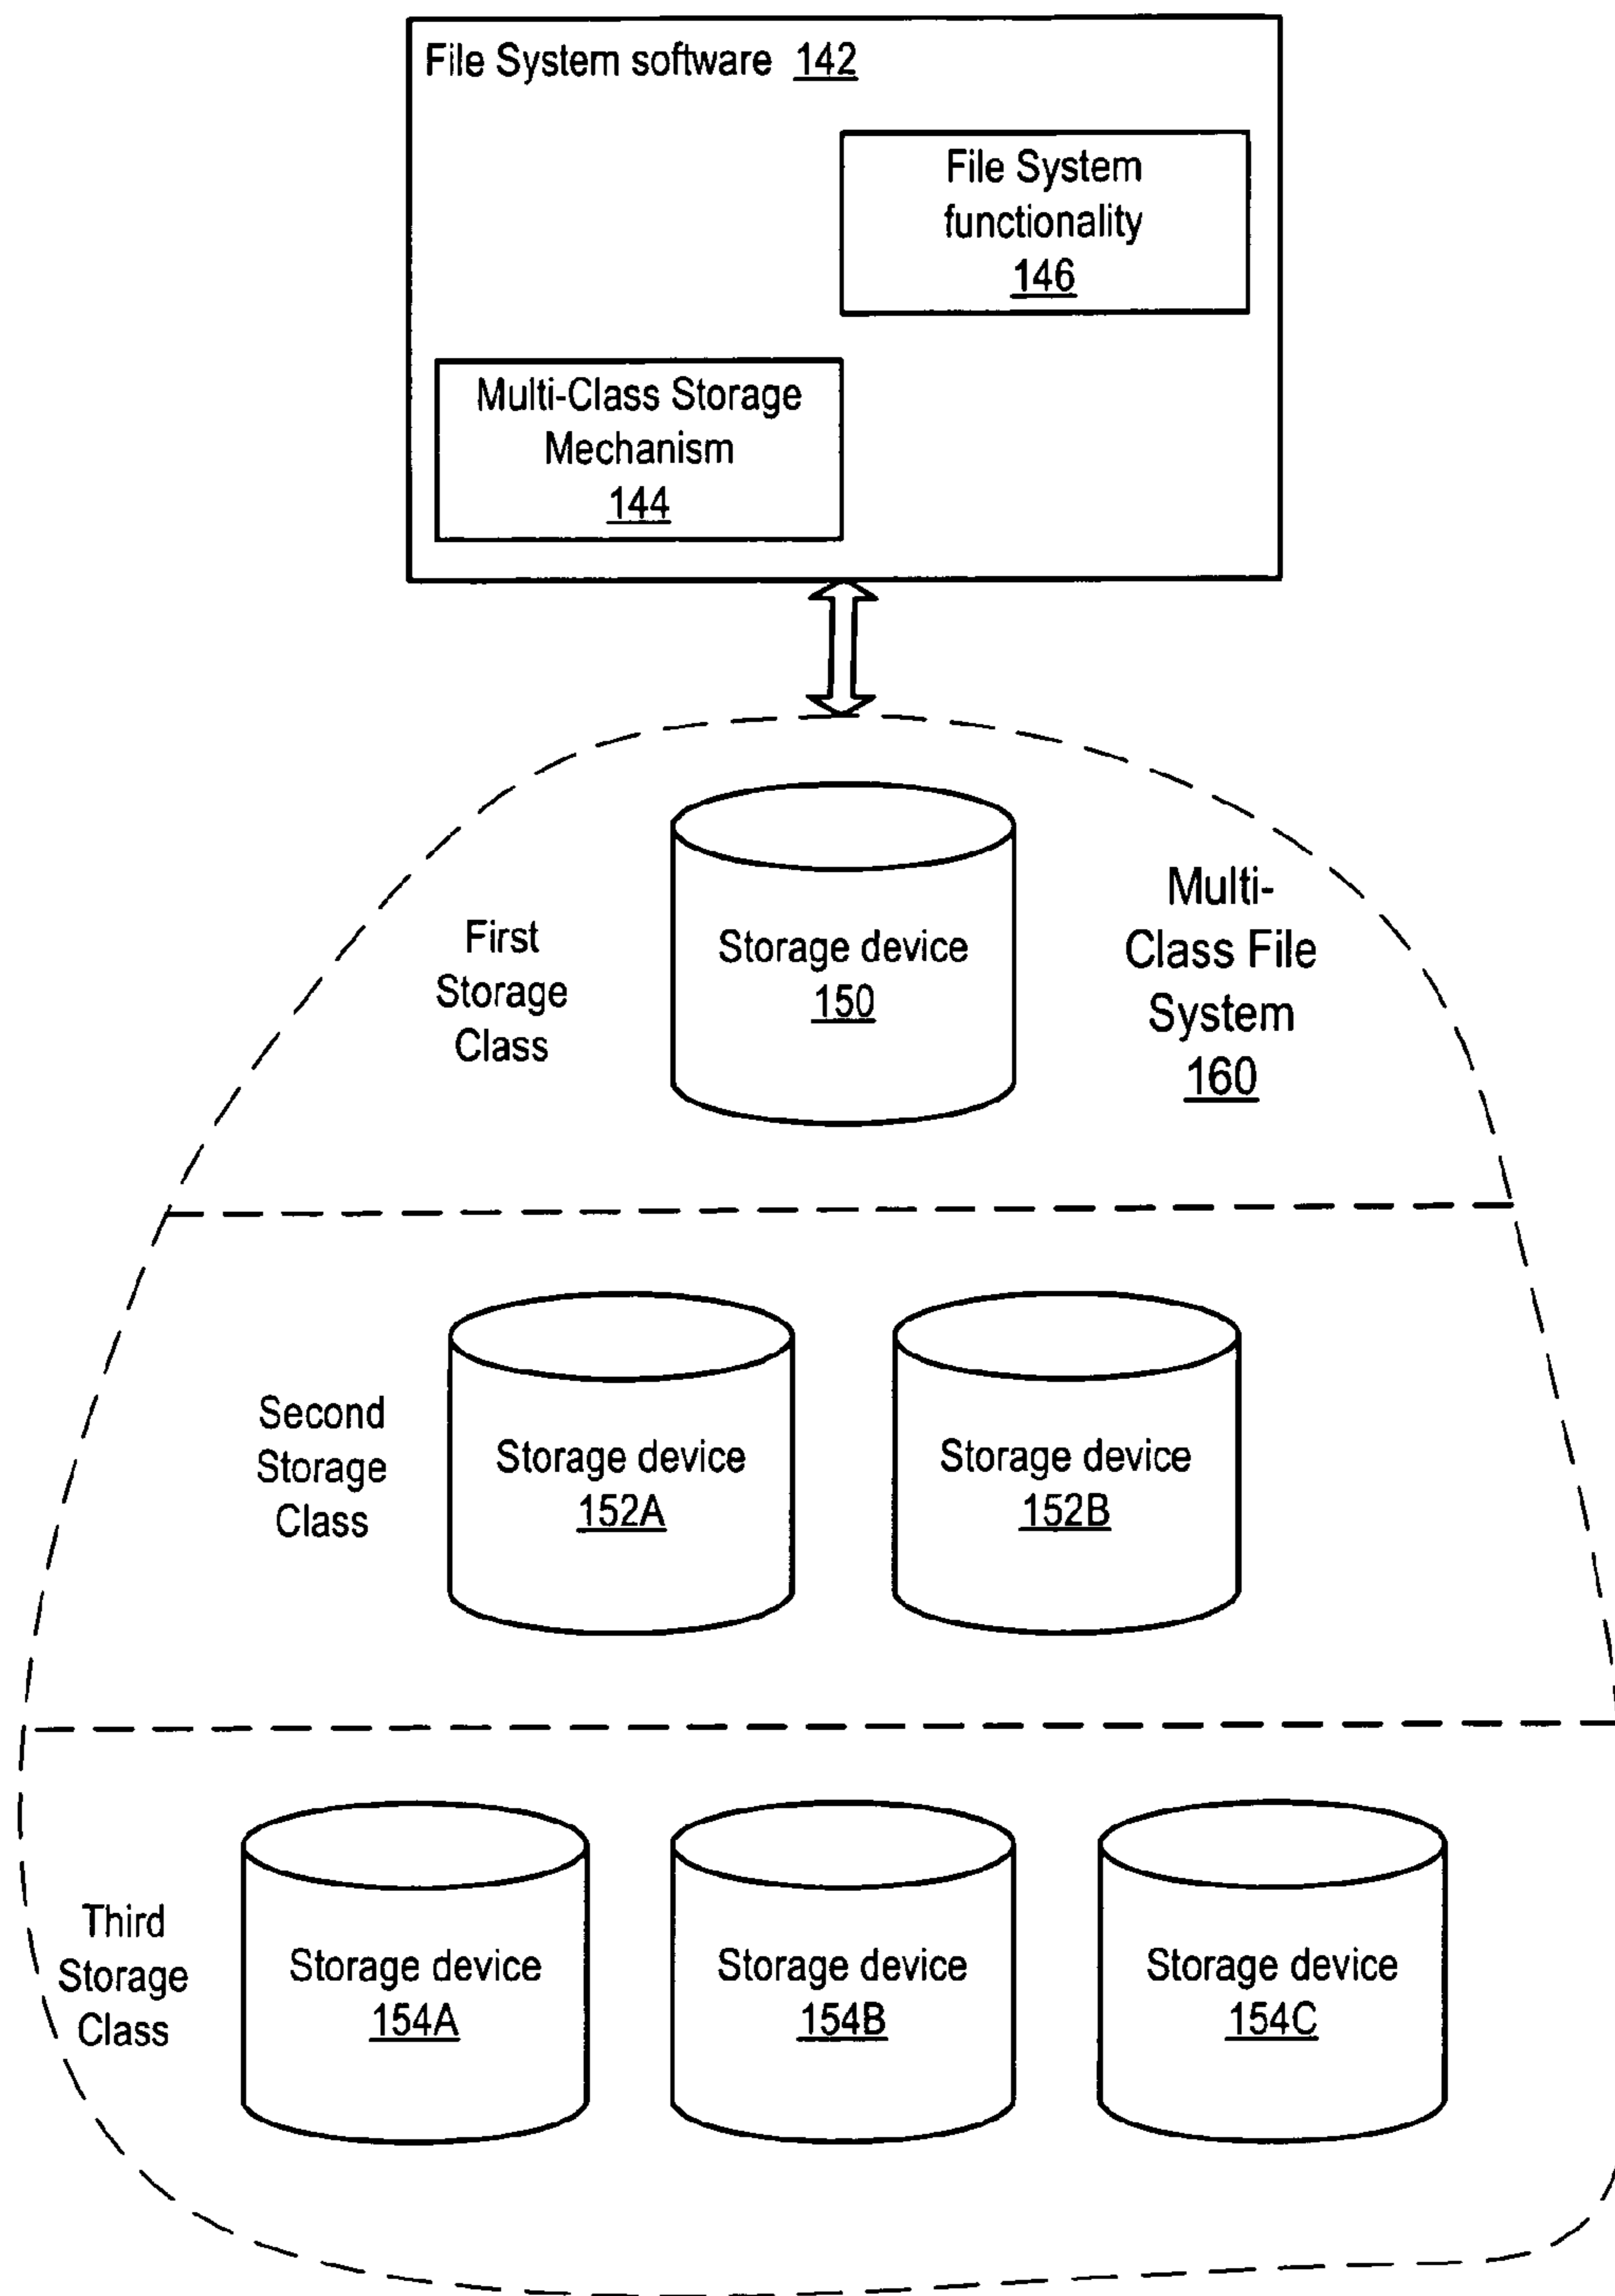 File System software 142
File System
functionality
146
Multi-Class Storage
Mechanism
144
First
Storage
Class
Storage device
150
Multi-
Class File
System
160
Second
Storage
Class
Storage device
152A
Storage device
152B
Third
Storage
Class
Storage device
154A
Storage device
154B
Storage device
154C